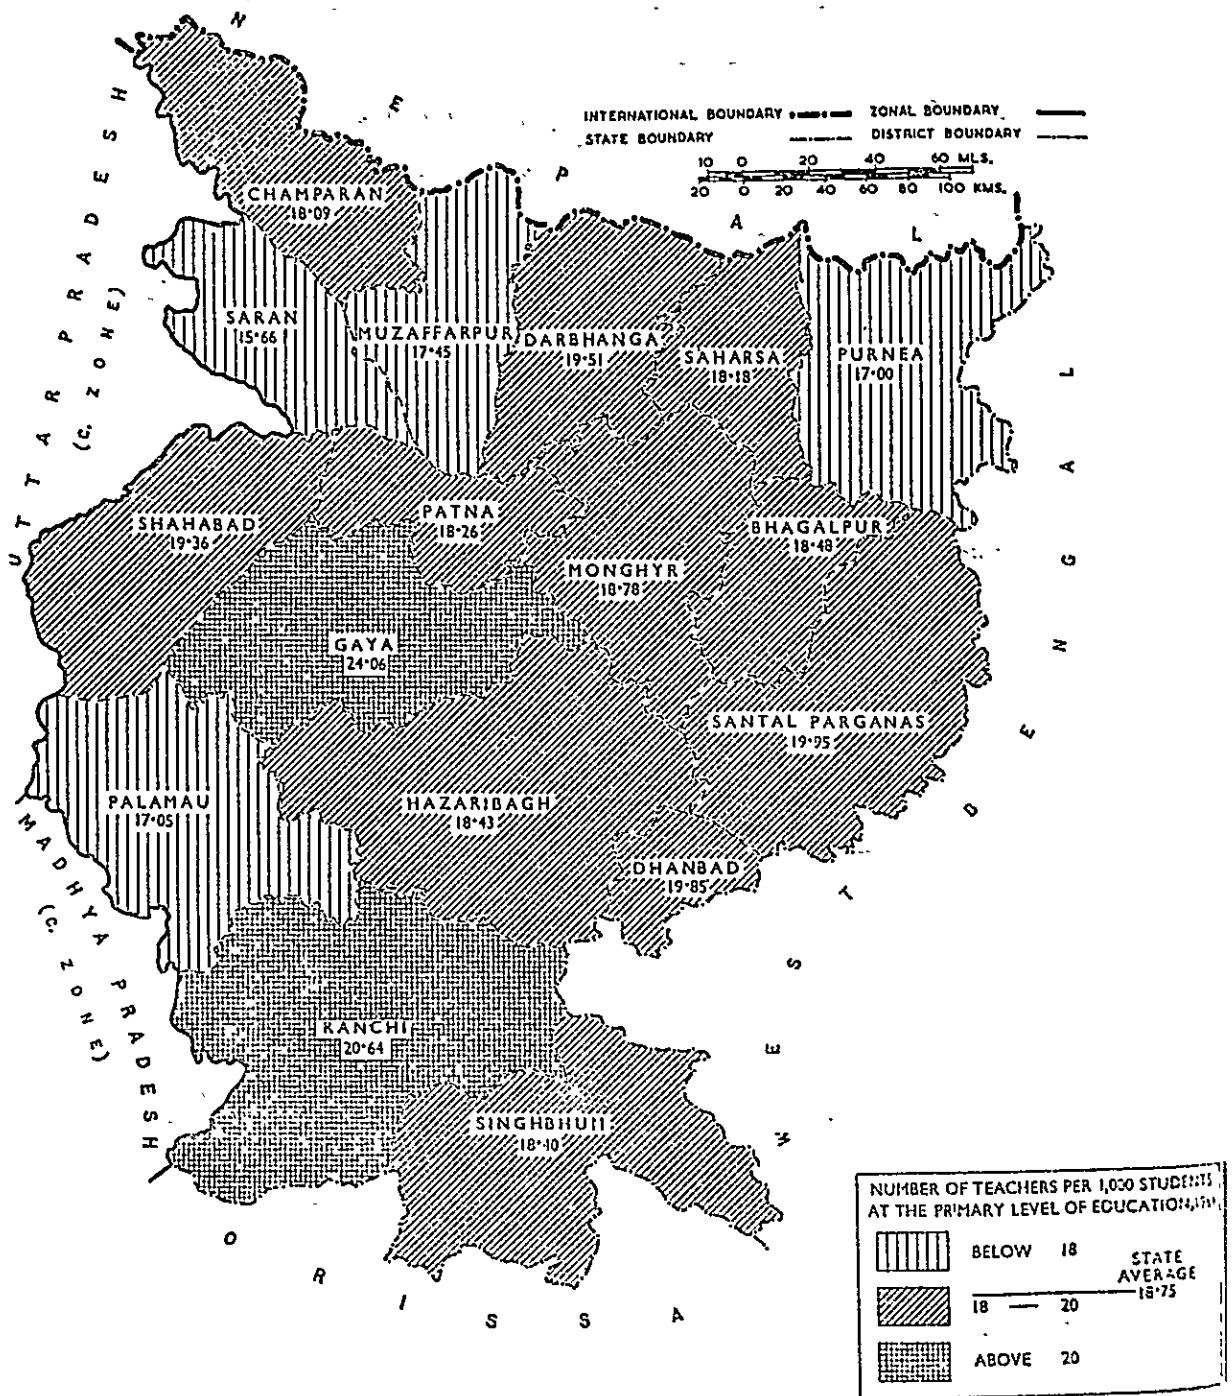 NEPAL
INTERNATIONAL BOUNDARY
ZONAL BOUNDARY
STATE BOUNDARY
DISTRICT BOUNDARY
10 0 20 40 60 MLS.
20 0 20 40 60 80 100 KMS.
UTTAR PRADESH
(C. ZONE)
CHAMPARAN
18·09
SARAN
15·66
MUZAFFARPUR
17·45
DARBHANGA
19·51
SAHARSA
18·18
PURNEA
17·00
SHAHABAD
19·36
PATNA
18·26
BHAGALPUR
18·48
MONGHYR
18·78
GAYA
24·06
SANTAL PARGANAS
19·95
PALAMAU
17·05
HAZARIBAGH
18·43
DHANBAD
19·85
MADHYA PRADESH
(C. ZONE)
WEST BENGAL
RANCHI
20·64
SINGHBHUM
18·40
ORISSA
NUMBER OF TEACHERS PER 1,000 STUDENTS
AT THE PRIMARY LEVEL OF EDUCATION,
BELOW 18
STATE
AVERAGE
18·75
18 — 20
ABOVE 20